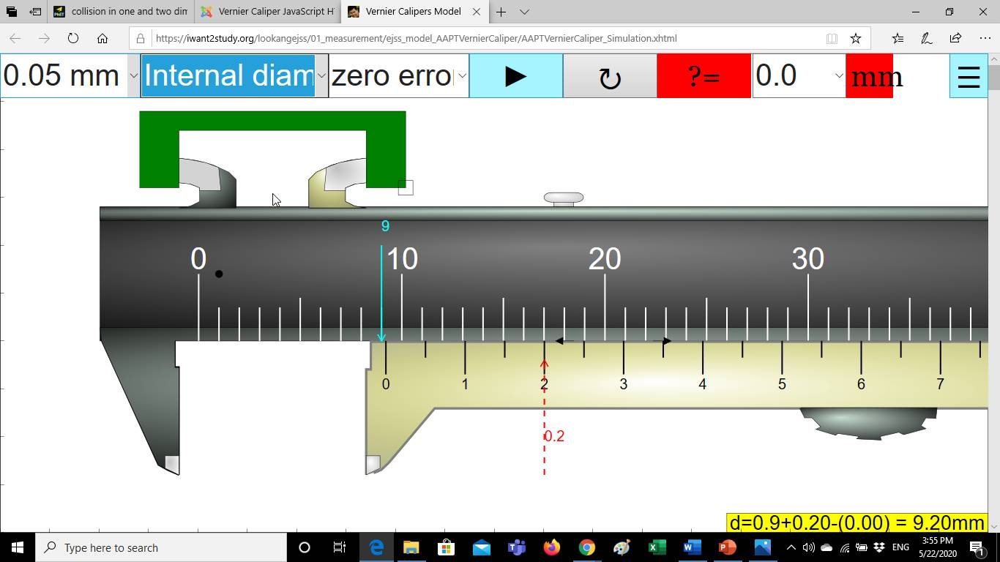 collision in one and two din
Vernier Caliper JavaScript H
Vernier Calipers Model
https://iwant2study.org/lookangejss/01_measurement/ejss_model_AAPTVernierCaliper/AAPTVernierCaliper_Simulation.xhtml
0.05 mm
Internal diam
zero erro
?=
0.0
mm
9
0 10 20 30
0 1 2 3 4 5 6 7
0.2
d=0.9+0.20-(0.00) = 9.20mm
Type here to search
ENG
3:55 PM
5/22/2020
1